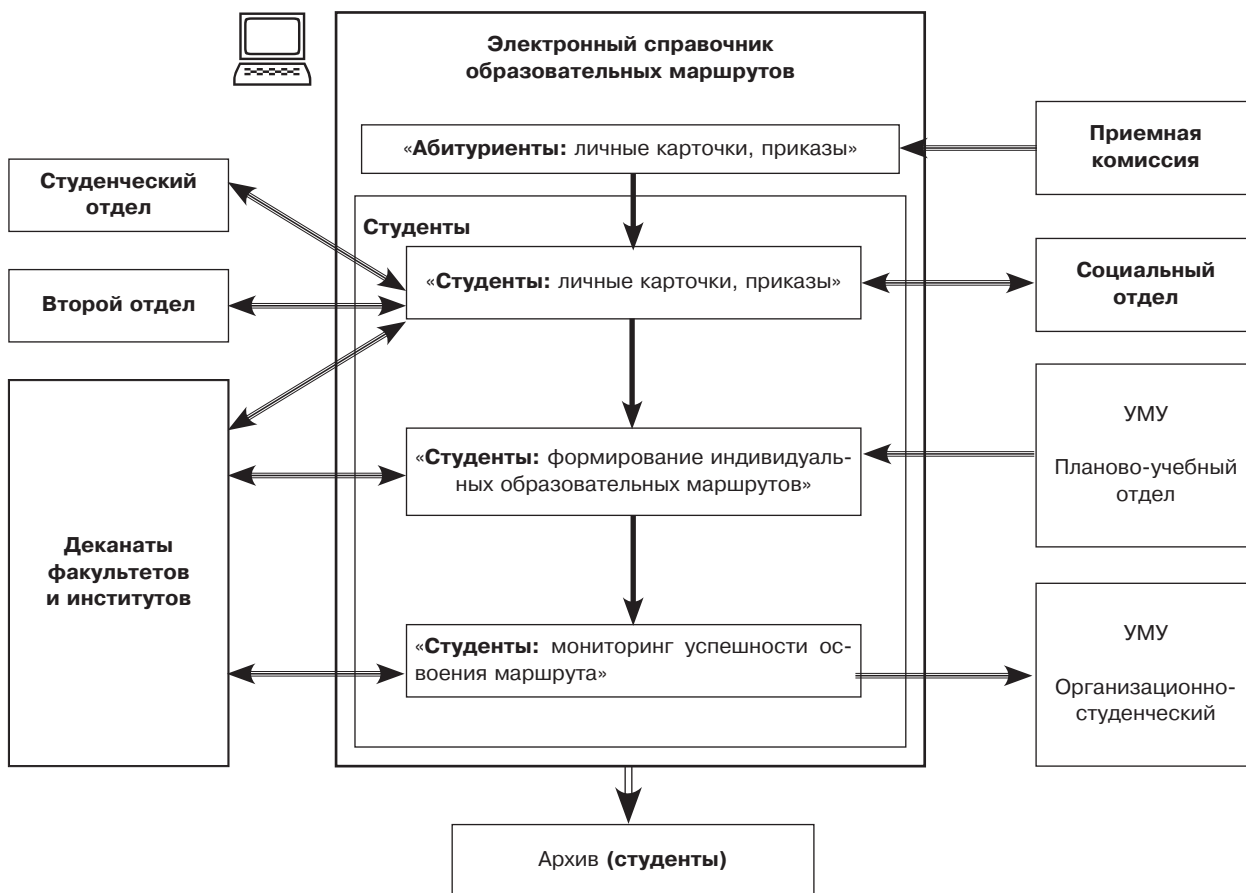 Электронный справочник
образовательных маршрутов
«Абитуриенты: личные карточки, приказы»
Приемная
комиссия
Студенческий
отдел
Студенты
«Студенты: личные карточки, приказы»
Социальный
отдел
Второй отдел
УМУ
Планово-учебный
отдел
«Студенты: формирование индивидуаль-
ных образовательных маршрутов»
Деканаты
факультетов
и институтов
«Студенты: мониторинг успешности ос-
воения маршрута»
УМУ
Организационно-
студенческий
Архив (студенты)